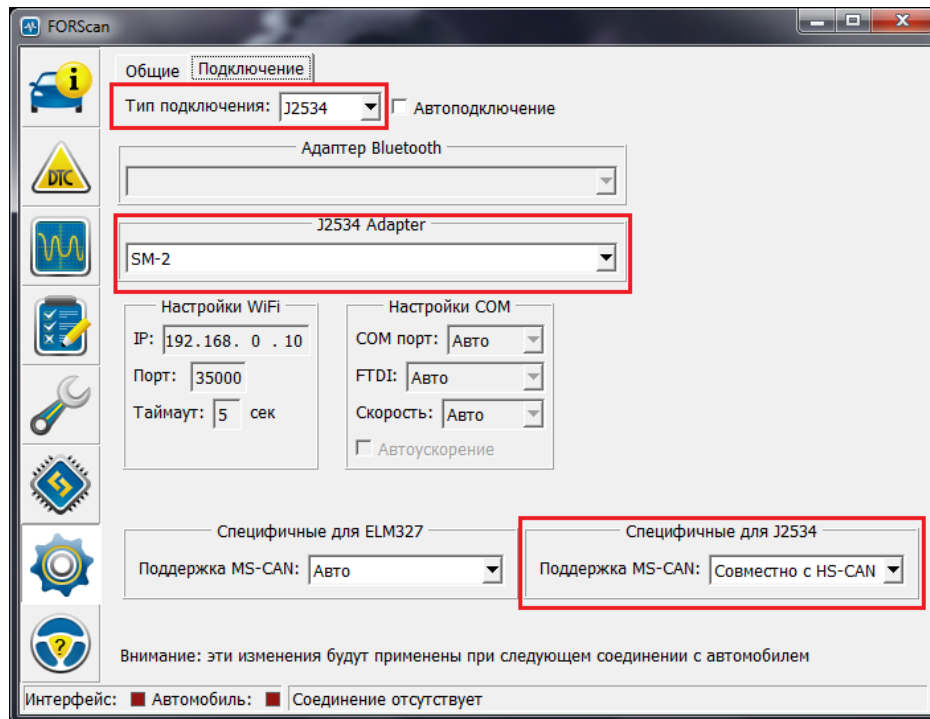 FORScan
Общие Подключение
Тип подключения: J2534 Автоподключение
Адаптер Bluetooth
J2534 Adapter
SM-2
Настройки WiFi
IP: 192.168. 0 . 10
Порт: 35000
Таймаут: 5 сек
Настройки COM
COM порт: Авто
FTDI: Авто
Скорость: Авто
Автоускорение
Специфичные для ELM327
Поддержка MS-CAN: Авто
Специфичные для J2534
Поддержка MS-CAN: Совместно с HS-CAN
Внимание: эти изменения будут применены при следующем соединении с автомобилем
Интерфейс: Автомобиль: Соединение отсутствует
i
DTC
?